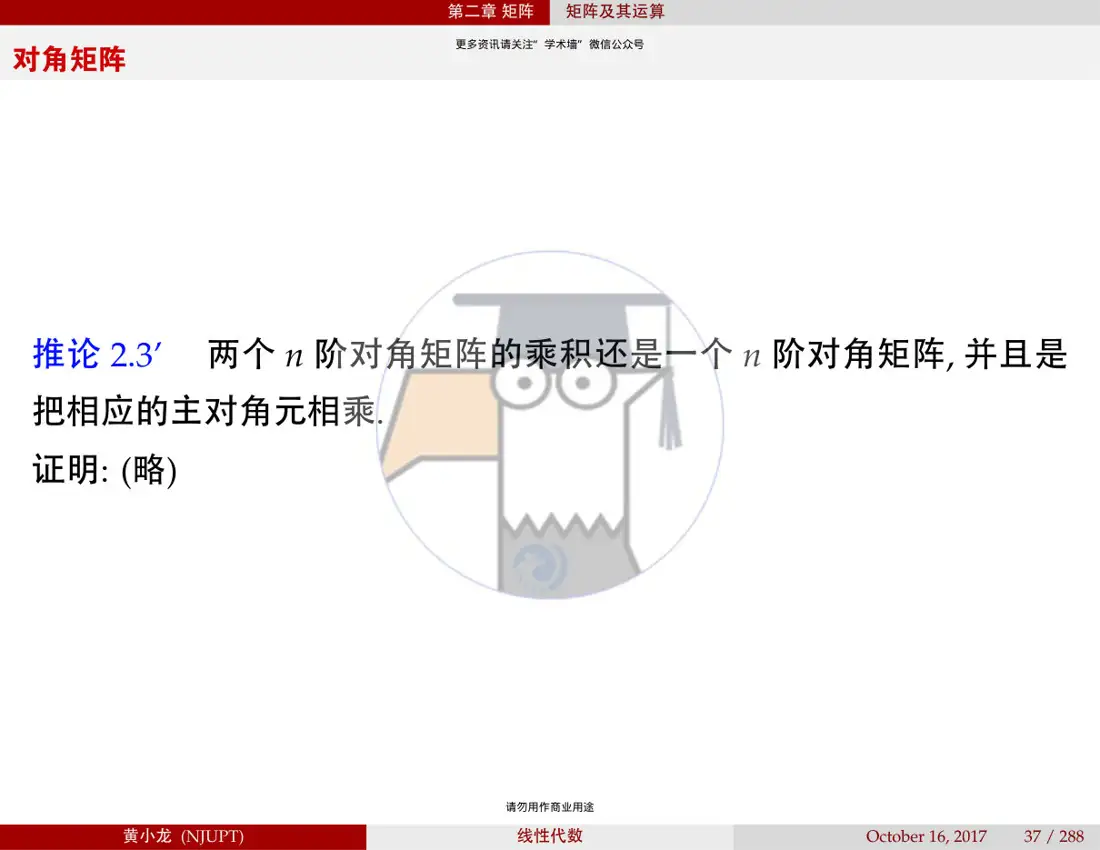 第二章 矩阵 矩阵及其运算
更多资讯请关注“学术墙”微信公众号
对角矩阵
推论 2.3′ 两个 n 阶对角矩阵的乘积还是一个 n 阶对角矩阵, 并且是
把相应的主对角元相乘.
证明: (略)
请勿用作商业用途
黄小龙 (NJUPT) 线性代数 October 16, 2017 37 / 288